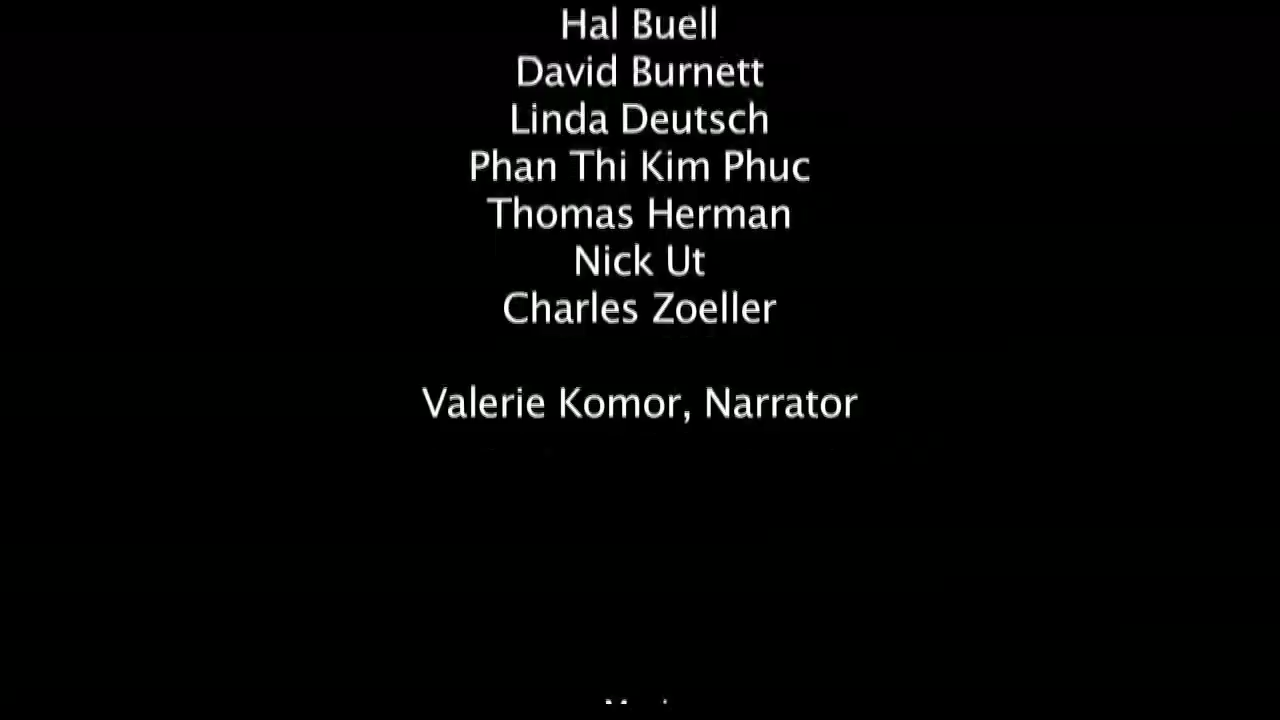 Hal Buell
David Burnett
Linda Deutsch
Phan Thi Kim Phuc
Thomas Herman
Nick Ut
Charles Zoeller
Valerie Komor, Narrator